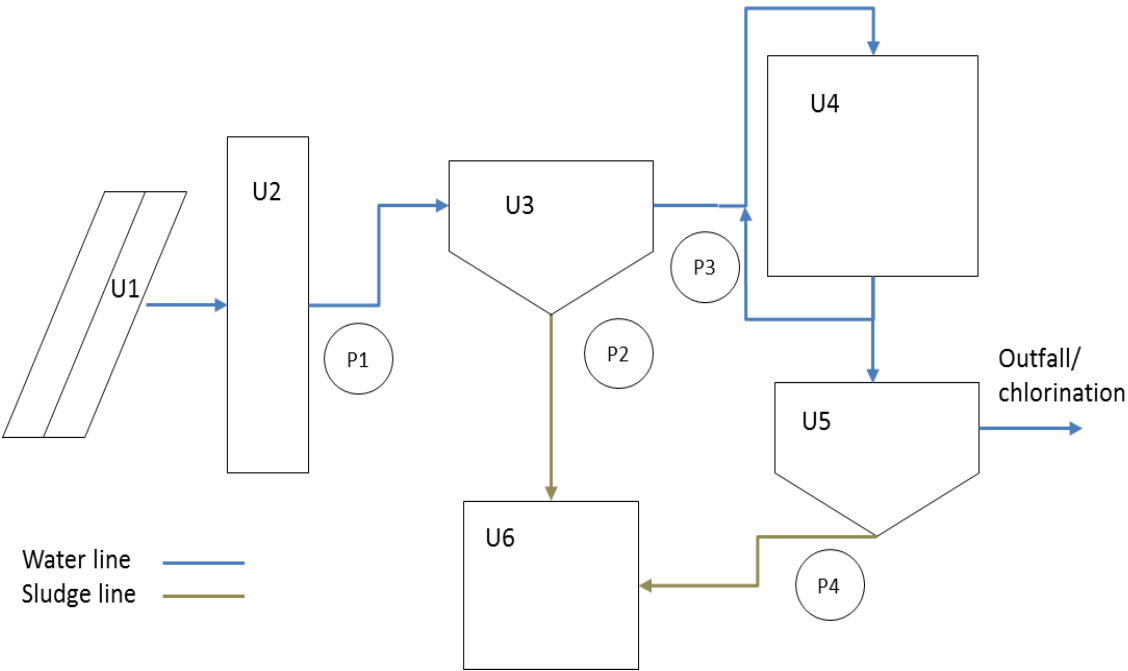 U4
U2
U3
P3
U1
P2
P1
Outfall/
chlorination
U5
U6
Water line
Sludge line
P4